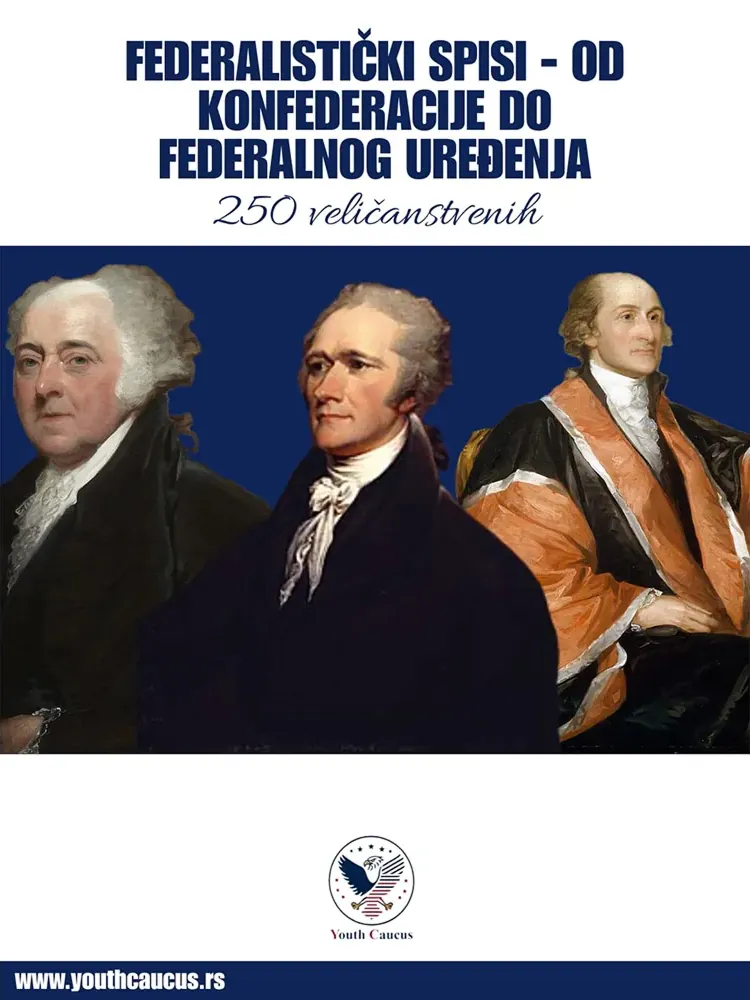 FEDERALISTIČKI SPISI - OD
KONFEDERACIJE DO
FEDERALNOG UREĐENJA
250 veličanstvenih
Youth Caucus
www.youthcaucus.rs